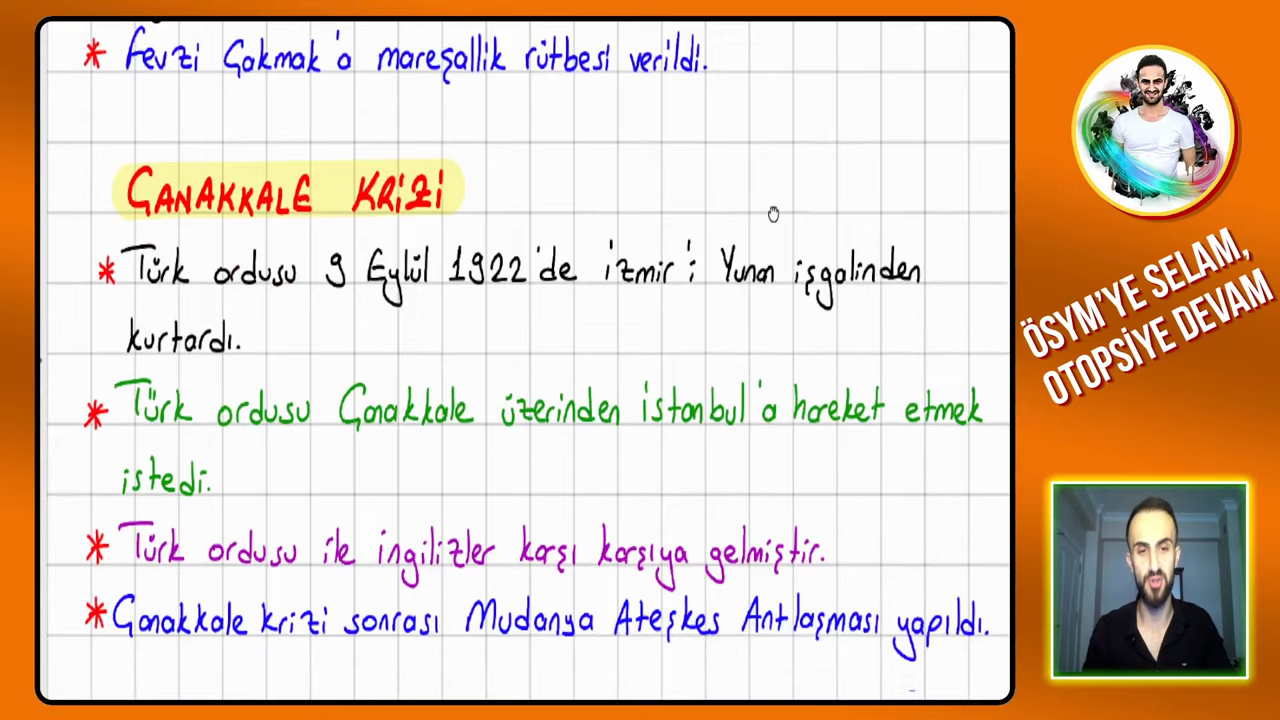 * Fevzi Çakmak'a mareşallik rütbesi verildi.
ÇANAKKALE KRİZİ
* Türk ordusu 9 Eylül 1922'de İzmir'i Yunan işgalinden
kurtardı.
* Türk ordusu Çanakkale üzerinden İstanbul'a hareket etmek
istedi.
* Türk ordusu ile ingilizler karşı karşıya gelmiştir.
* Çanakkale krizi sonrası Mudanya Ateşkes Antlaşması yapıldı.
ÖSYM'YE SELAM,
OTOPSİYE DEVAM